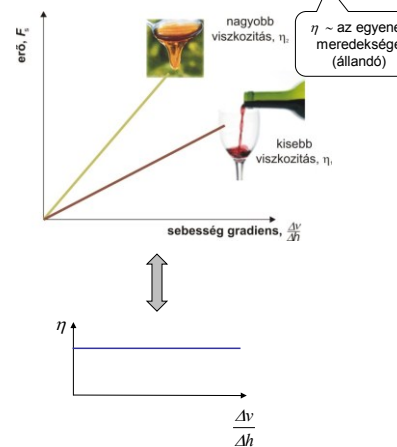 nagyobb
viszkozitás, η₂
η ~ az egyene
meredeksége
(állandó)
erő, Fₛ
kisebb
viszkozitás, η₁
sebesség gradiens, Δv/Δh
η
Δv
Δh